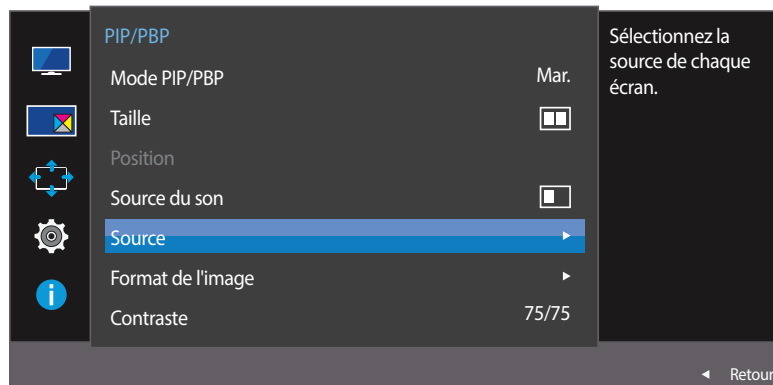 PIP/PBP
Mode PIP/PBP Mar.
Taille
Position
Source du son
Source
Format de l'image
Contraste 75/75
Sélectionnez la
source de chaque
écran.
Retour